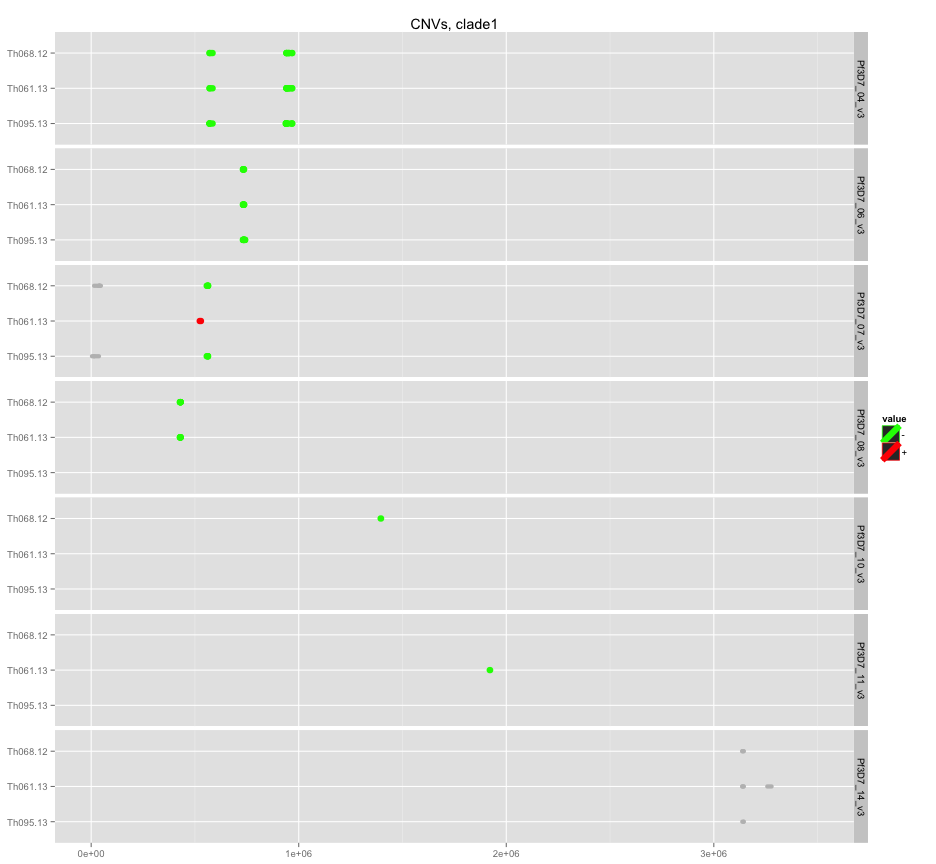 CNVs, clade1
Th068.12
Th061.13
Th095.13
Pf3D7_04_v3
Th068.12
Th061.13
Th095.13
Pf3D7_06_v3
Th068.12
Th061.13
Th095.13
Pf3D7_07_v3
Th068.12
Th061.13
Th095.13
Pf3D7_08_v3
value
-
+
Th068.12
Th061.13
Th095.13
Pf3D7_10_v3
Th068.12
Th061.13
Th095.13
Pf3D7_11_v3
Th068.12
Th061.13
Th095.13
Pf3D7_14_v3
0e+00 1e+06 2e+06 3e+06